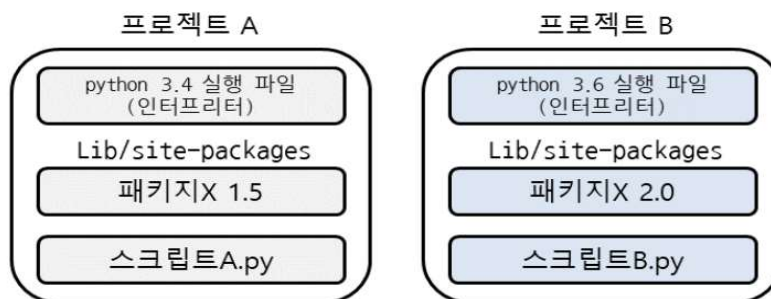 프로젝트 A
python 3.4 실행 파일
(인터프리터)
Lib/site-packages
패키지X 1.5
스크립트A.py
프로젝트 B
python 3.6 실행 파일
(인터프리터)
Lib/site-packages
패키지X 2.0
스크립트B.py